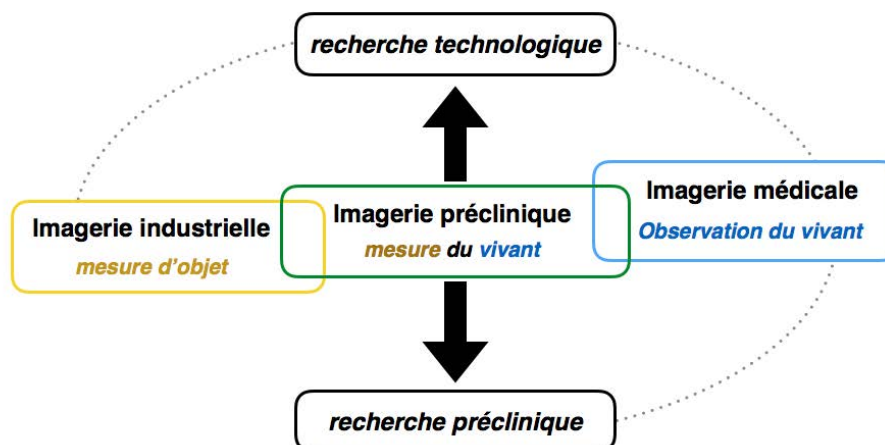 recherche technologique
Imagerie industrielle
mesure d'objet
Imagerie préclinique
mesure du vivant
Imagerie médicale
Observation du vivant
recherche préclinique